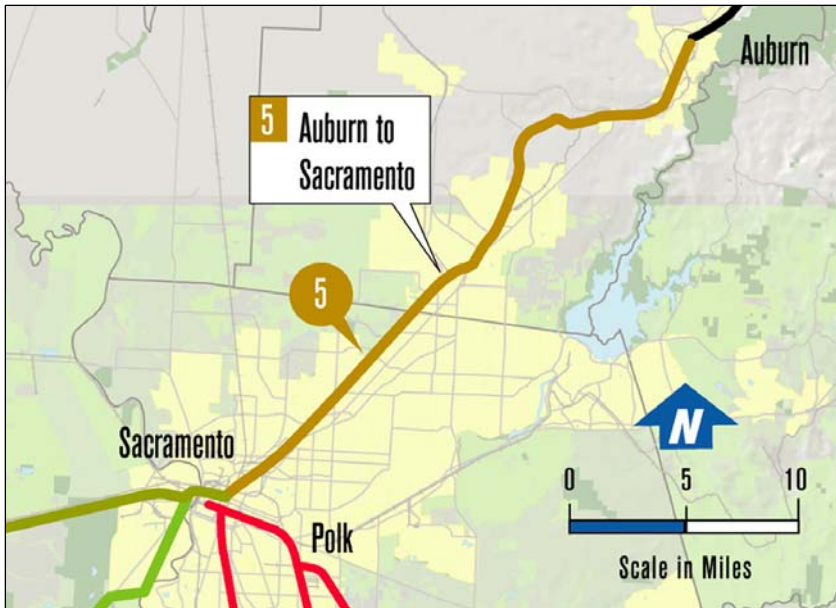 Auburn
5 Auburn to
Sacramento
5
Sacramento
N
0 5 10
Polk
Scale in Miles